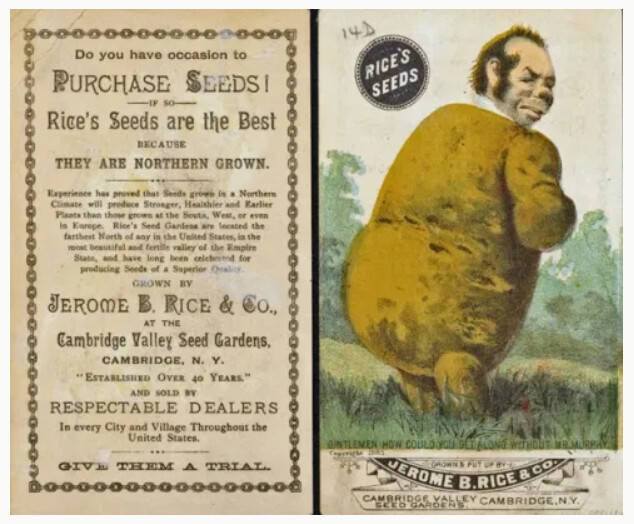 Do you have occasion to
PURCHASE SEEDS!
IF SO
Rice's Seeds are the Best
BECAUSE
THEY ARE NORTHERN GROWN.
Experience has proved that Seeds grown in a Northern
Climate will produce Stronger, Healthier and Earlier
Plants than those grown at the South, West, or even
in Europe. Rice's Seed Gardens are located the
farthest North of any in the United States, in the
most beautiful and fertile valley of the Empire
State, and have long been celebrated for
producing Seeds of a Superior Quality.
GROWN BY
JEROME B. RICE & CO.,
AT THE
Cambridge Valley Seed Gardens,
CAMBRIDGE, N. Y.
"ESTABLISHED OVER 40 YEARS."
AND SOLD BY
RESPECTABLE DEALERS
In every City and Village Throughout the
United States.
GIVE THEM A TRIAL.
14D
RICE'S
SEEDS
GENTLEMEN HOW COULD YOU GET ALONG WITHOUT MR. MURPHY.
Copyright 1885.
GROWN & PUT UP BY
JEROME B. RICE & CO.
CAMBRIDGE VALLEY
SEED GARDENS.
CAMBRIDGE, N.Y.